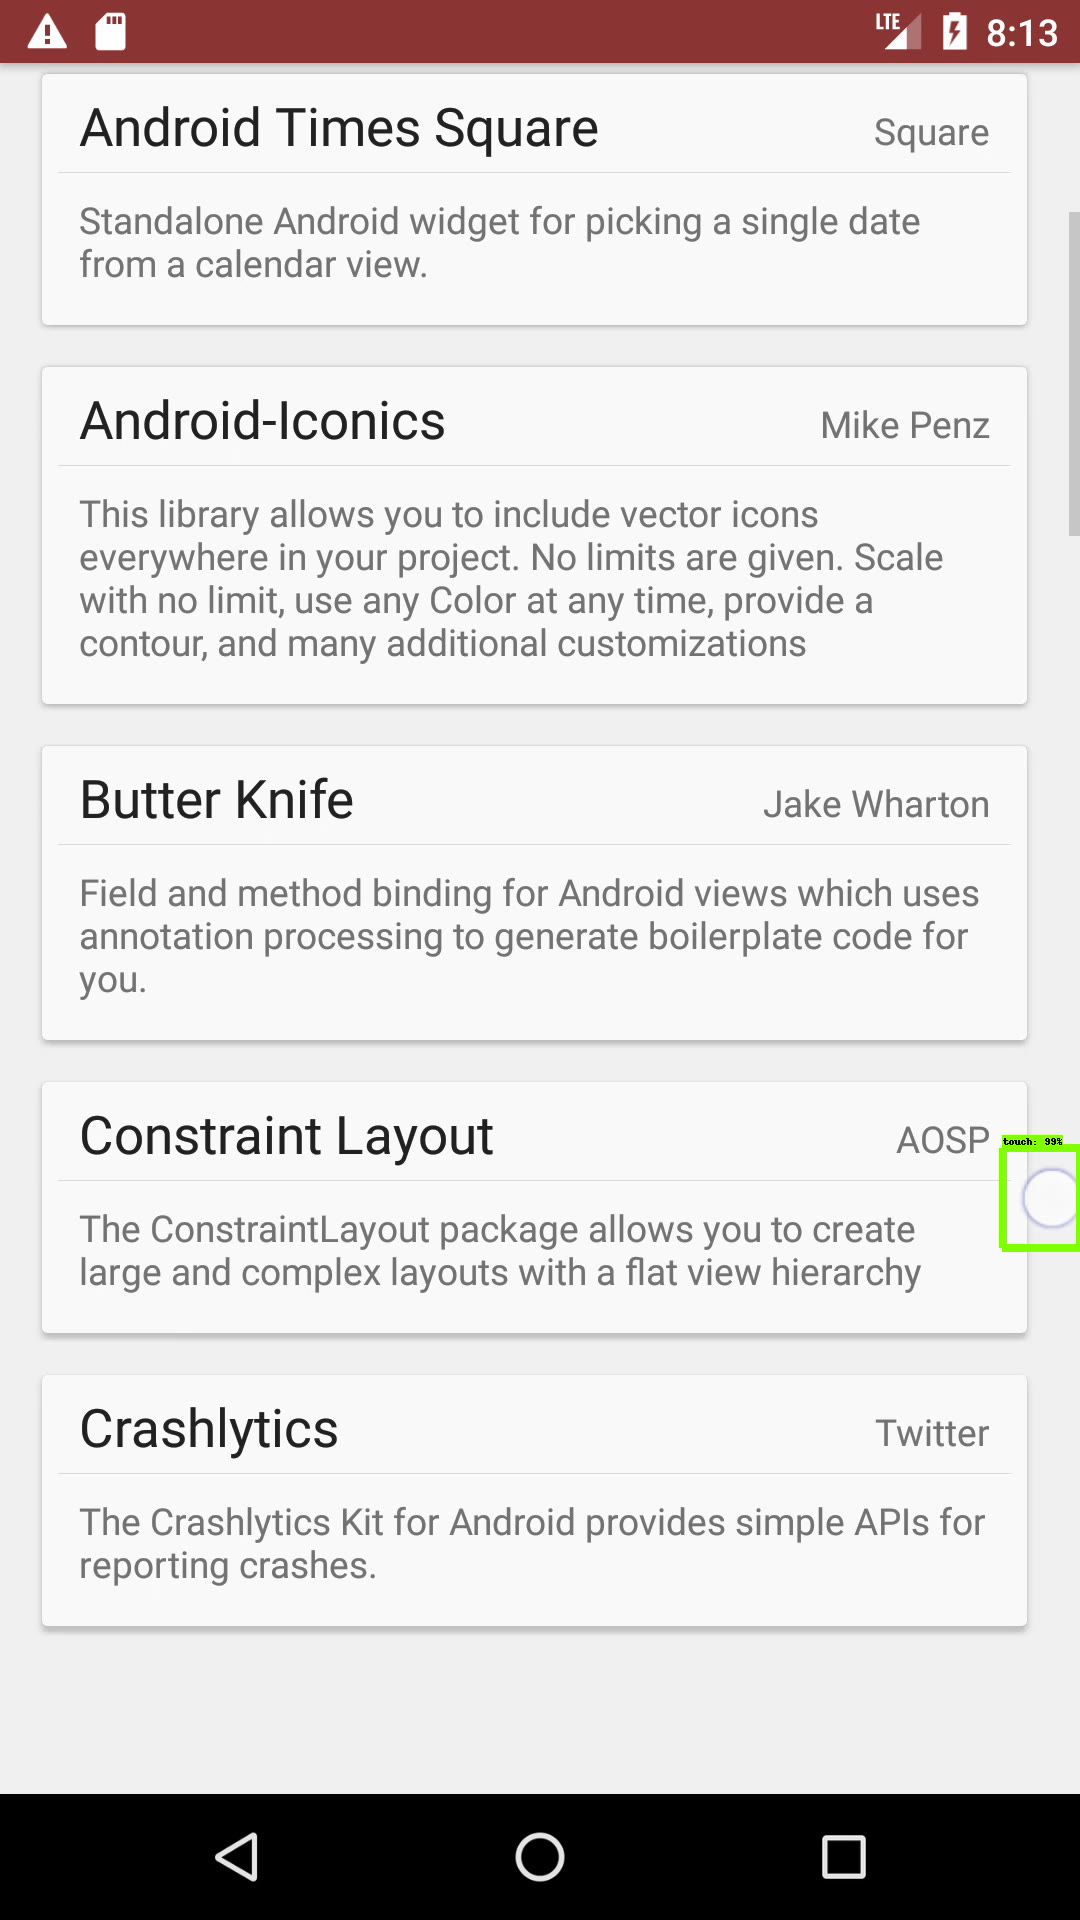 LTE 8:13
Android Times Square Square
Standalone Android widget for picking a single date
from a calendar view.
Android-Iconics Mike Penz
This library allows you to include vector icons
everywhere in your project. No limits are given. Scale
with no limit, use any Color at any time, provide a
contour, and many additional customizations
Butter Knife Jake Wharton
Field and method binding for Android views which uses
annotation processing to generate boilerplate code for
you.
Constraint Layout AOSP
touch: 99%
The ConstraintLayout package allows you to create
large and complex layouts with a flat view hierarchy
Crashlytics Twitter
The Crashlytics Kit for Android provides simple APIs for
reporting crashes.